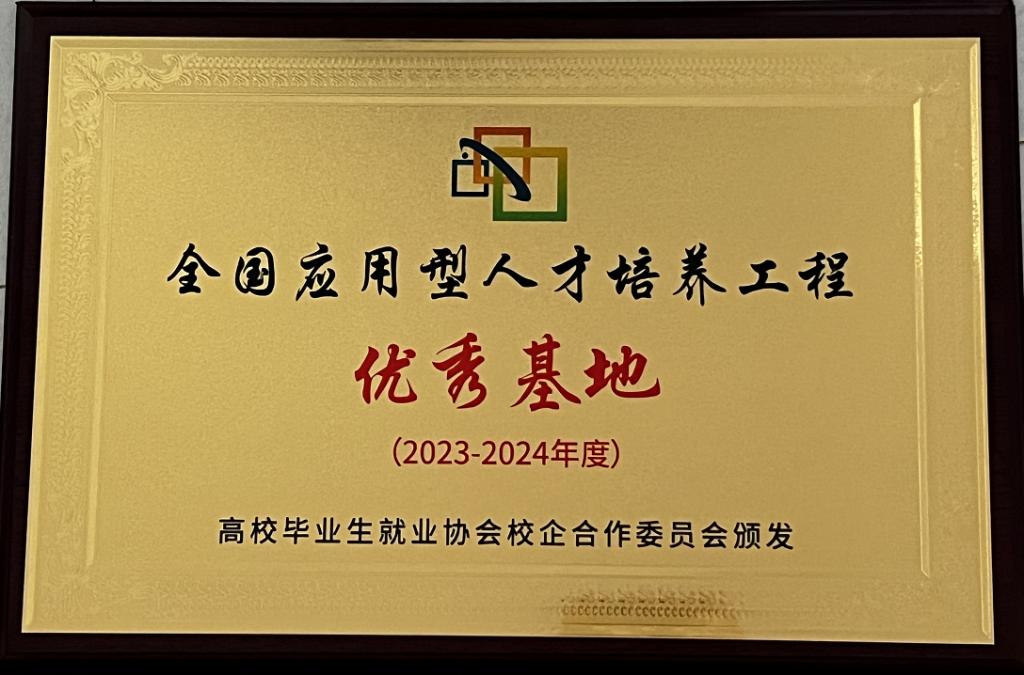 全国应用型人才培养工程
优秀基地
（2023-2024年度）
高校毕业生就业协会校企合作委员会颁发